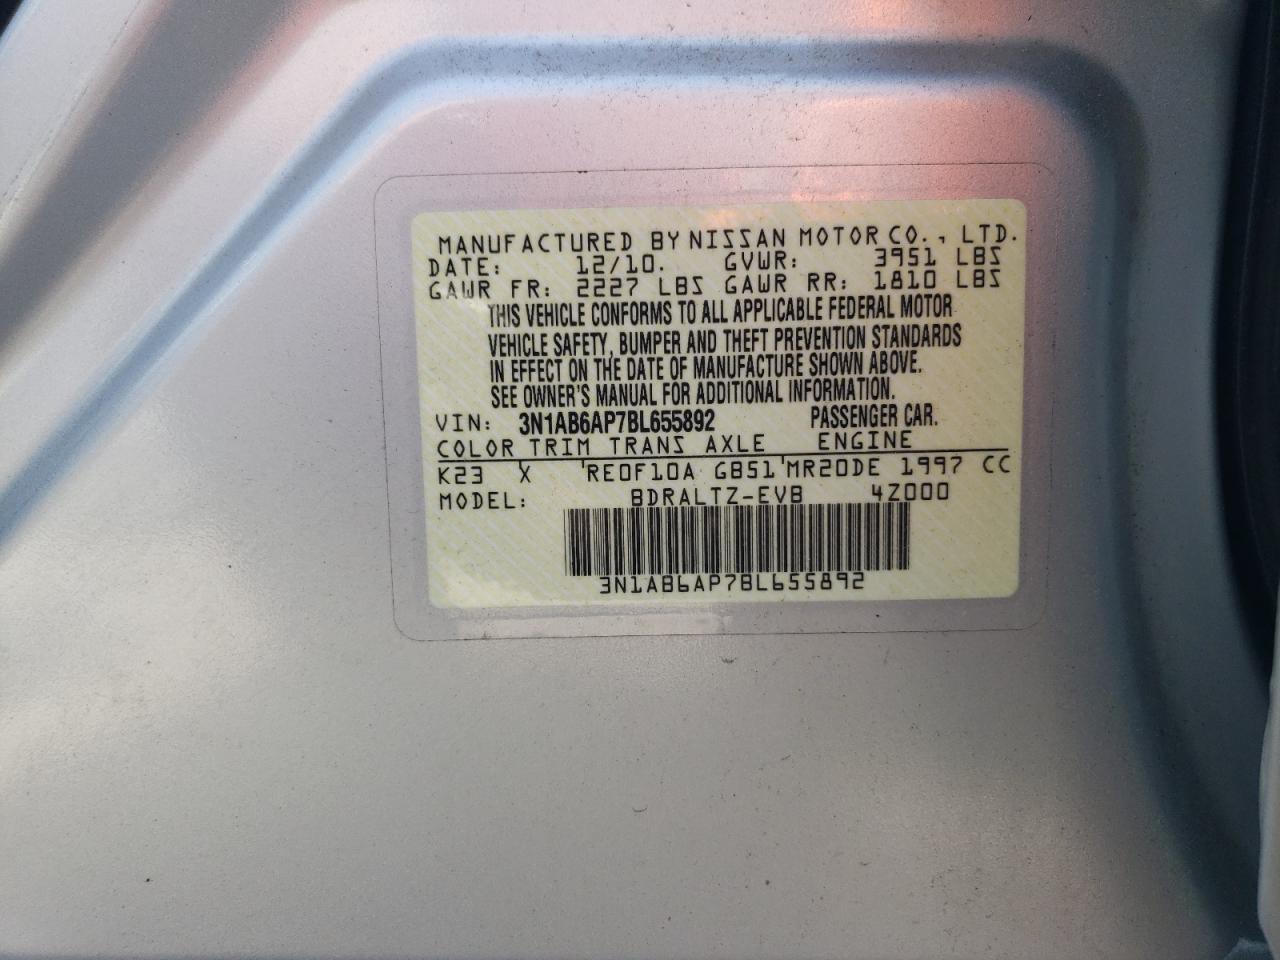 MANUFACTURED BY NISSAN MOTOR CO., LTD.
DATE: 12/10. GVWR: 3951 LBS
GAWR FR: 2227 LBS GAWR RR: 1810 LBS
THIS VEHICLE CONFORMS TO ALL APPLICABLE FEDERAL MOTOR
VEHICLE SAFETY, BUMPER AND THEFT PREVENTION STANDARDS
IN EFFECT ON THE DATE OF MANUFACTURE SHOWN ABOVE.
SEE OWNER'S MANUAL FOR ADDITIONAL INFORMATION.
VIN: 3N1AB6AP7BL655892 PASSENGER CAR.
COLOR TRIM TRANS AXLE ENGINE
K23 X RE0F10A GB51 MR20DE 1997 CC
MODEL: BDRALTZ-EVB 4Z000
3N1AB6AP7BL655892